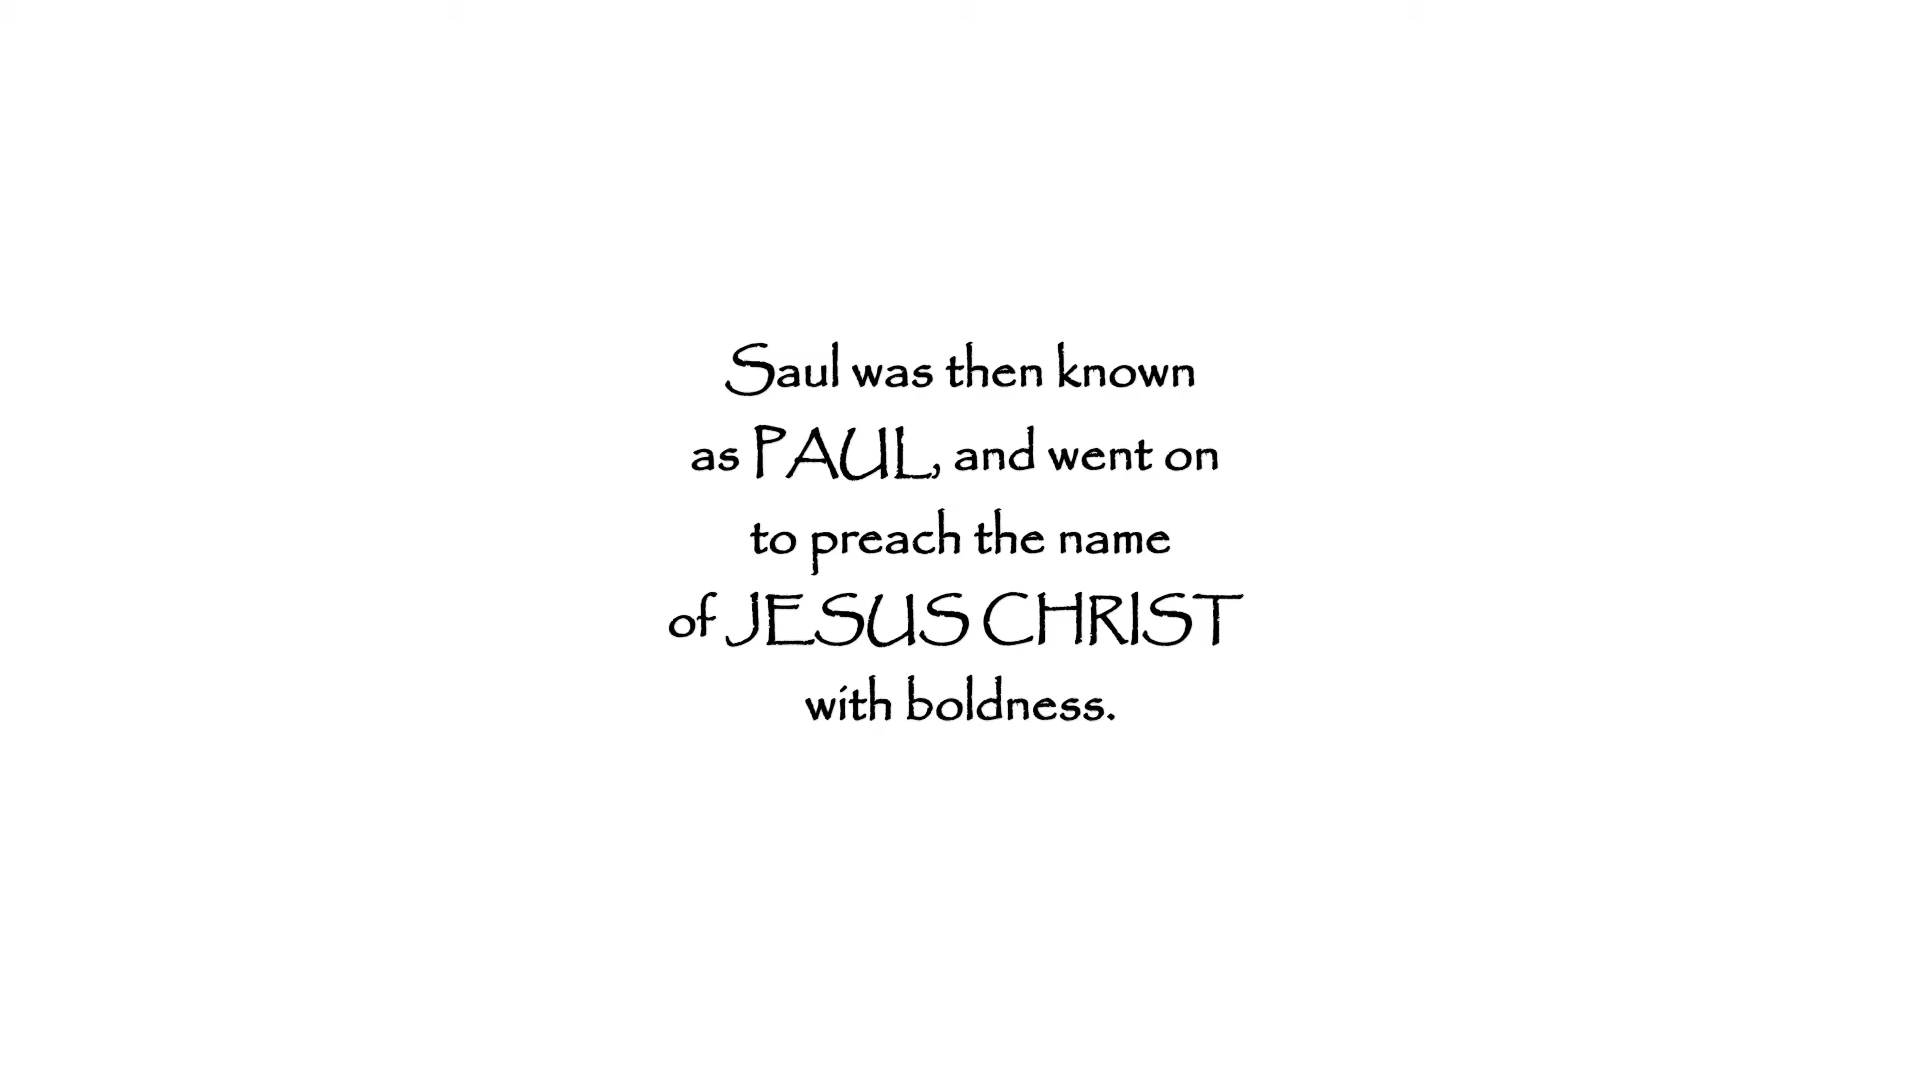 Saul was then known
as PAUL, and went on
to preach the name
of JESUS CHRIST
with boldness.